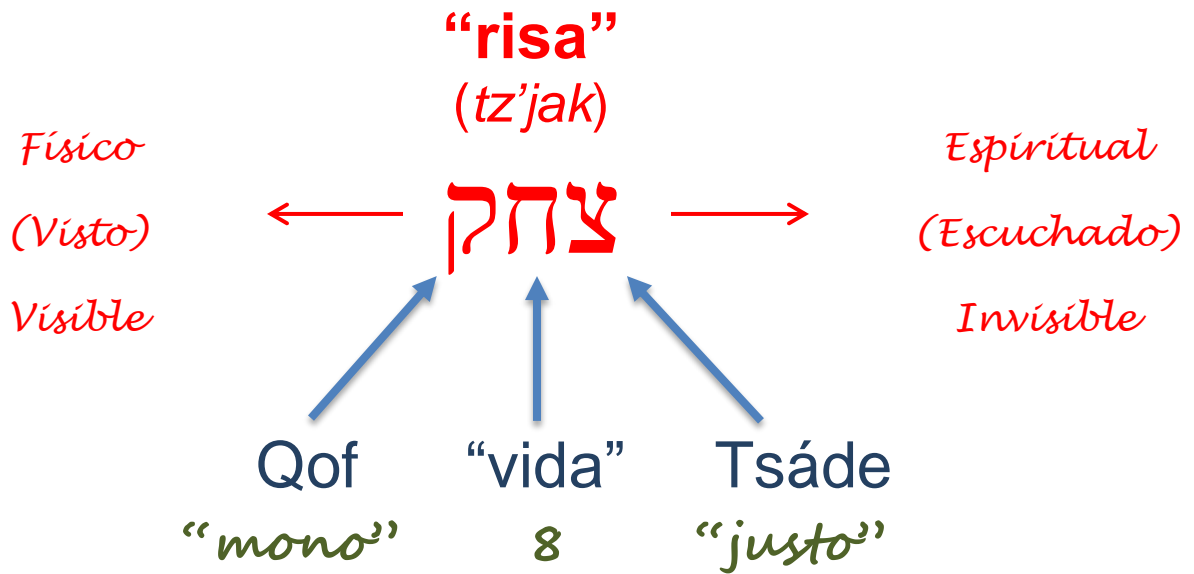 “risa”
(tz’jak)
Físico
(Visto)
Visible
צחק
Espiritual
(Escuchado)
Invisible
Qof
“vida”
Tsáde
“mono”
8
“justo”